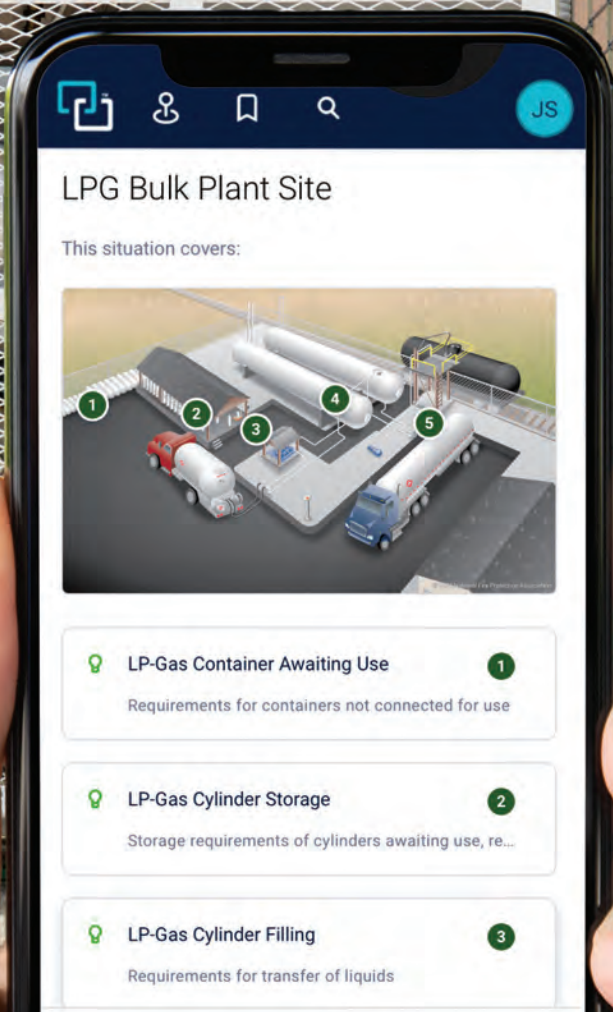 JS
LPG Bulk Plant Site
This situation covers:
1
2
3
4
5
LP-Gas Container Awaiting Use 1
Requirements for containers not connected for use
LP-Gas Cylinder Storage 2
Storage requirements of cylinders awaiting use, re...
LP-Gas Cylinder Filling 3
Requirements for transfer of liquids